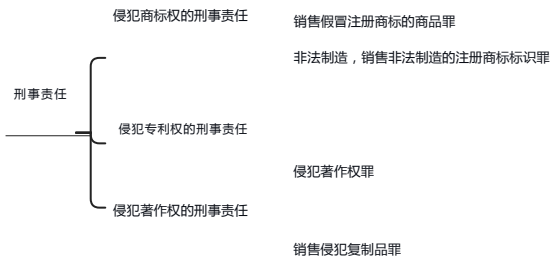 侵犯商标权的刑事责任
销售假冒注册商标的商品罪
非法制造，销售非法制造的注册商标标识罪
刑事责任
侵犯专利权的刑事责任
侵犯著作权罪
侵犯著作权的刑事责任
销售侵犯复制品罪